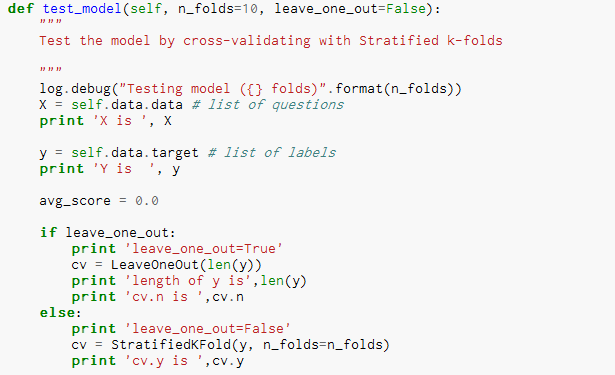 def test_model(self, n_folds=10, leave_one_out=False):
    """
    Test the model by cross-validating with Stratified k-folds

    """
    log.debug("Testing model ({} folds)".format(n_folds))
    X = self.data.data # list of questions
    print 'X is ', X

    y = self.data.target # list of labels
    print 'Y is  ', y

    avg_score = 0.0

    if leave_one_out:
        print 'leave_one_out=True'
        cv = LeaveOneOut(len(y))
        print 'length of y is',len(y)
        print 'cv.n is ',cv.n
    else:
        print 'leave_one_out=False'
        cv = StratifiedKFold(y, n_folds=n_folds)
        print 'cv.y is ',cv.y